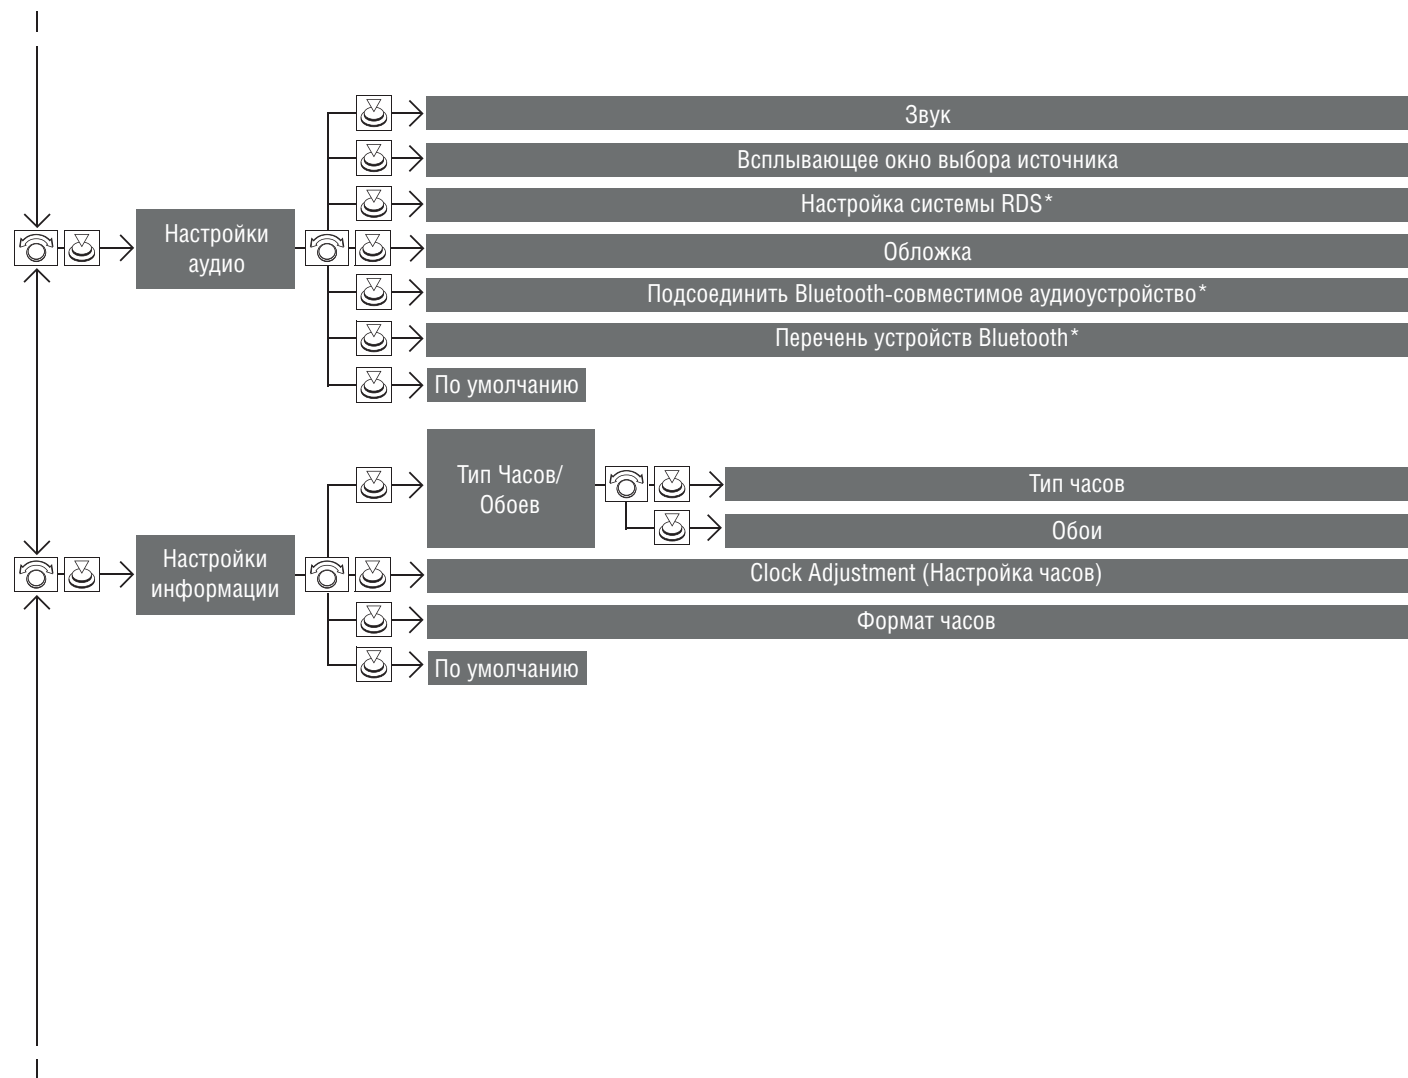 Звук
Всплывающее окно выбора источника
Настройка системы RDS*
Настройки
аудио
Обложка
Подсоединить Bluetooth-совместимое аудиоустройство*
Перечень устройств Bluetooth*
По умолчанию
Тип Часов/
Обоев
Тип часов
Обои
Настройки
информации
Clock Adjustment (Настройка часов)
Формат часов
По умолчанию